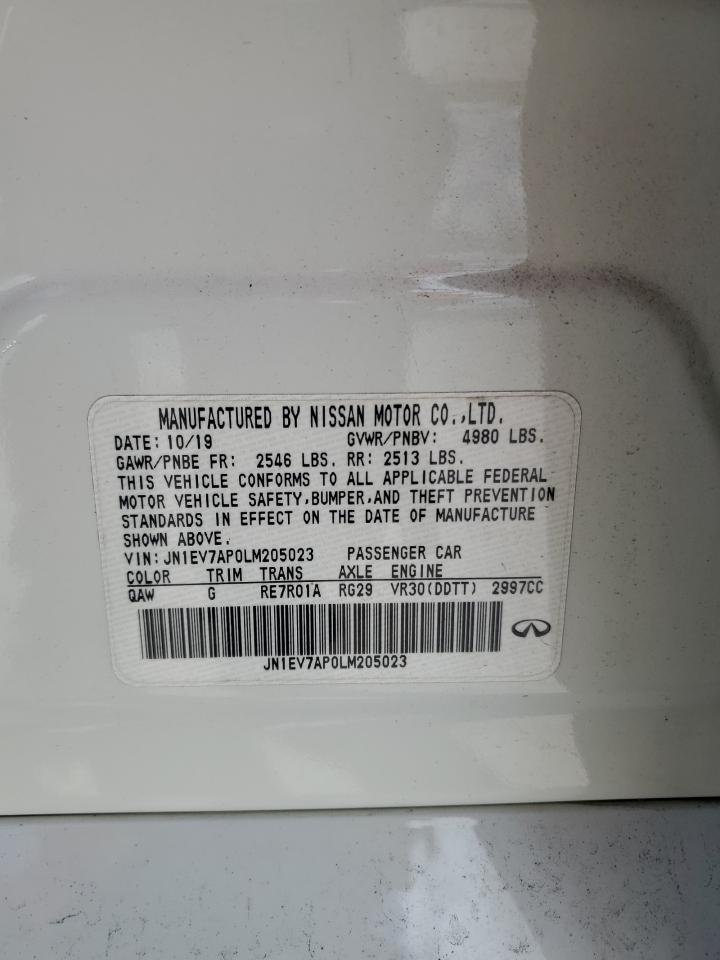 MANUFACTURED BY NISSAN MOTOR CO.,LTD.
DATE: 10/19 GVWR/PNBV: 4980 LBS.
GAWR/PNBE FR: 2546 LBS. RR: 2513 LBS.
THIS VEHICLE CONFORMS TO ALL APPLICABLE FEDERAL
MOTOR VEHICLE SAFETY,BUMPER,AND THEFT PREVENTION
STANDARDS IN EFFECT ON THE DATE OF MANUFACTURE
SHOWN ABOVE.
VIN: JN1EV7AP0LM205023 PASSENGER CAR
COLOR TRIM TRANS AXLE ENGINE
QAW G RE7R01A RG29 VR30(DDTT) 2997CC
JN1EV7AP0LM205023